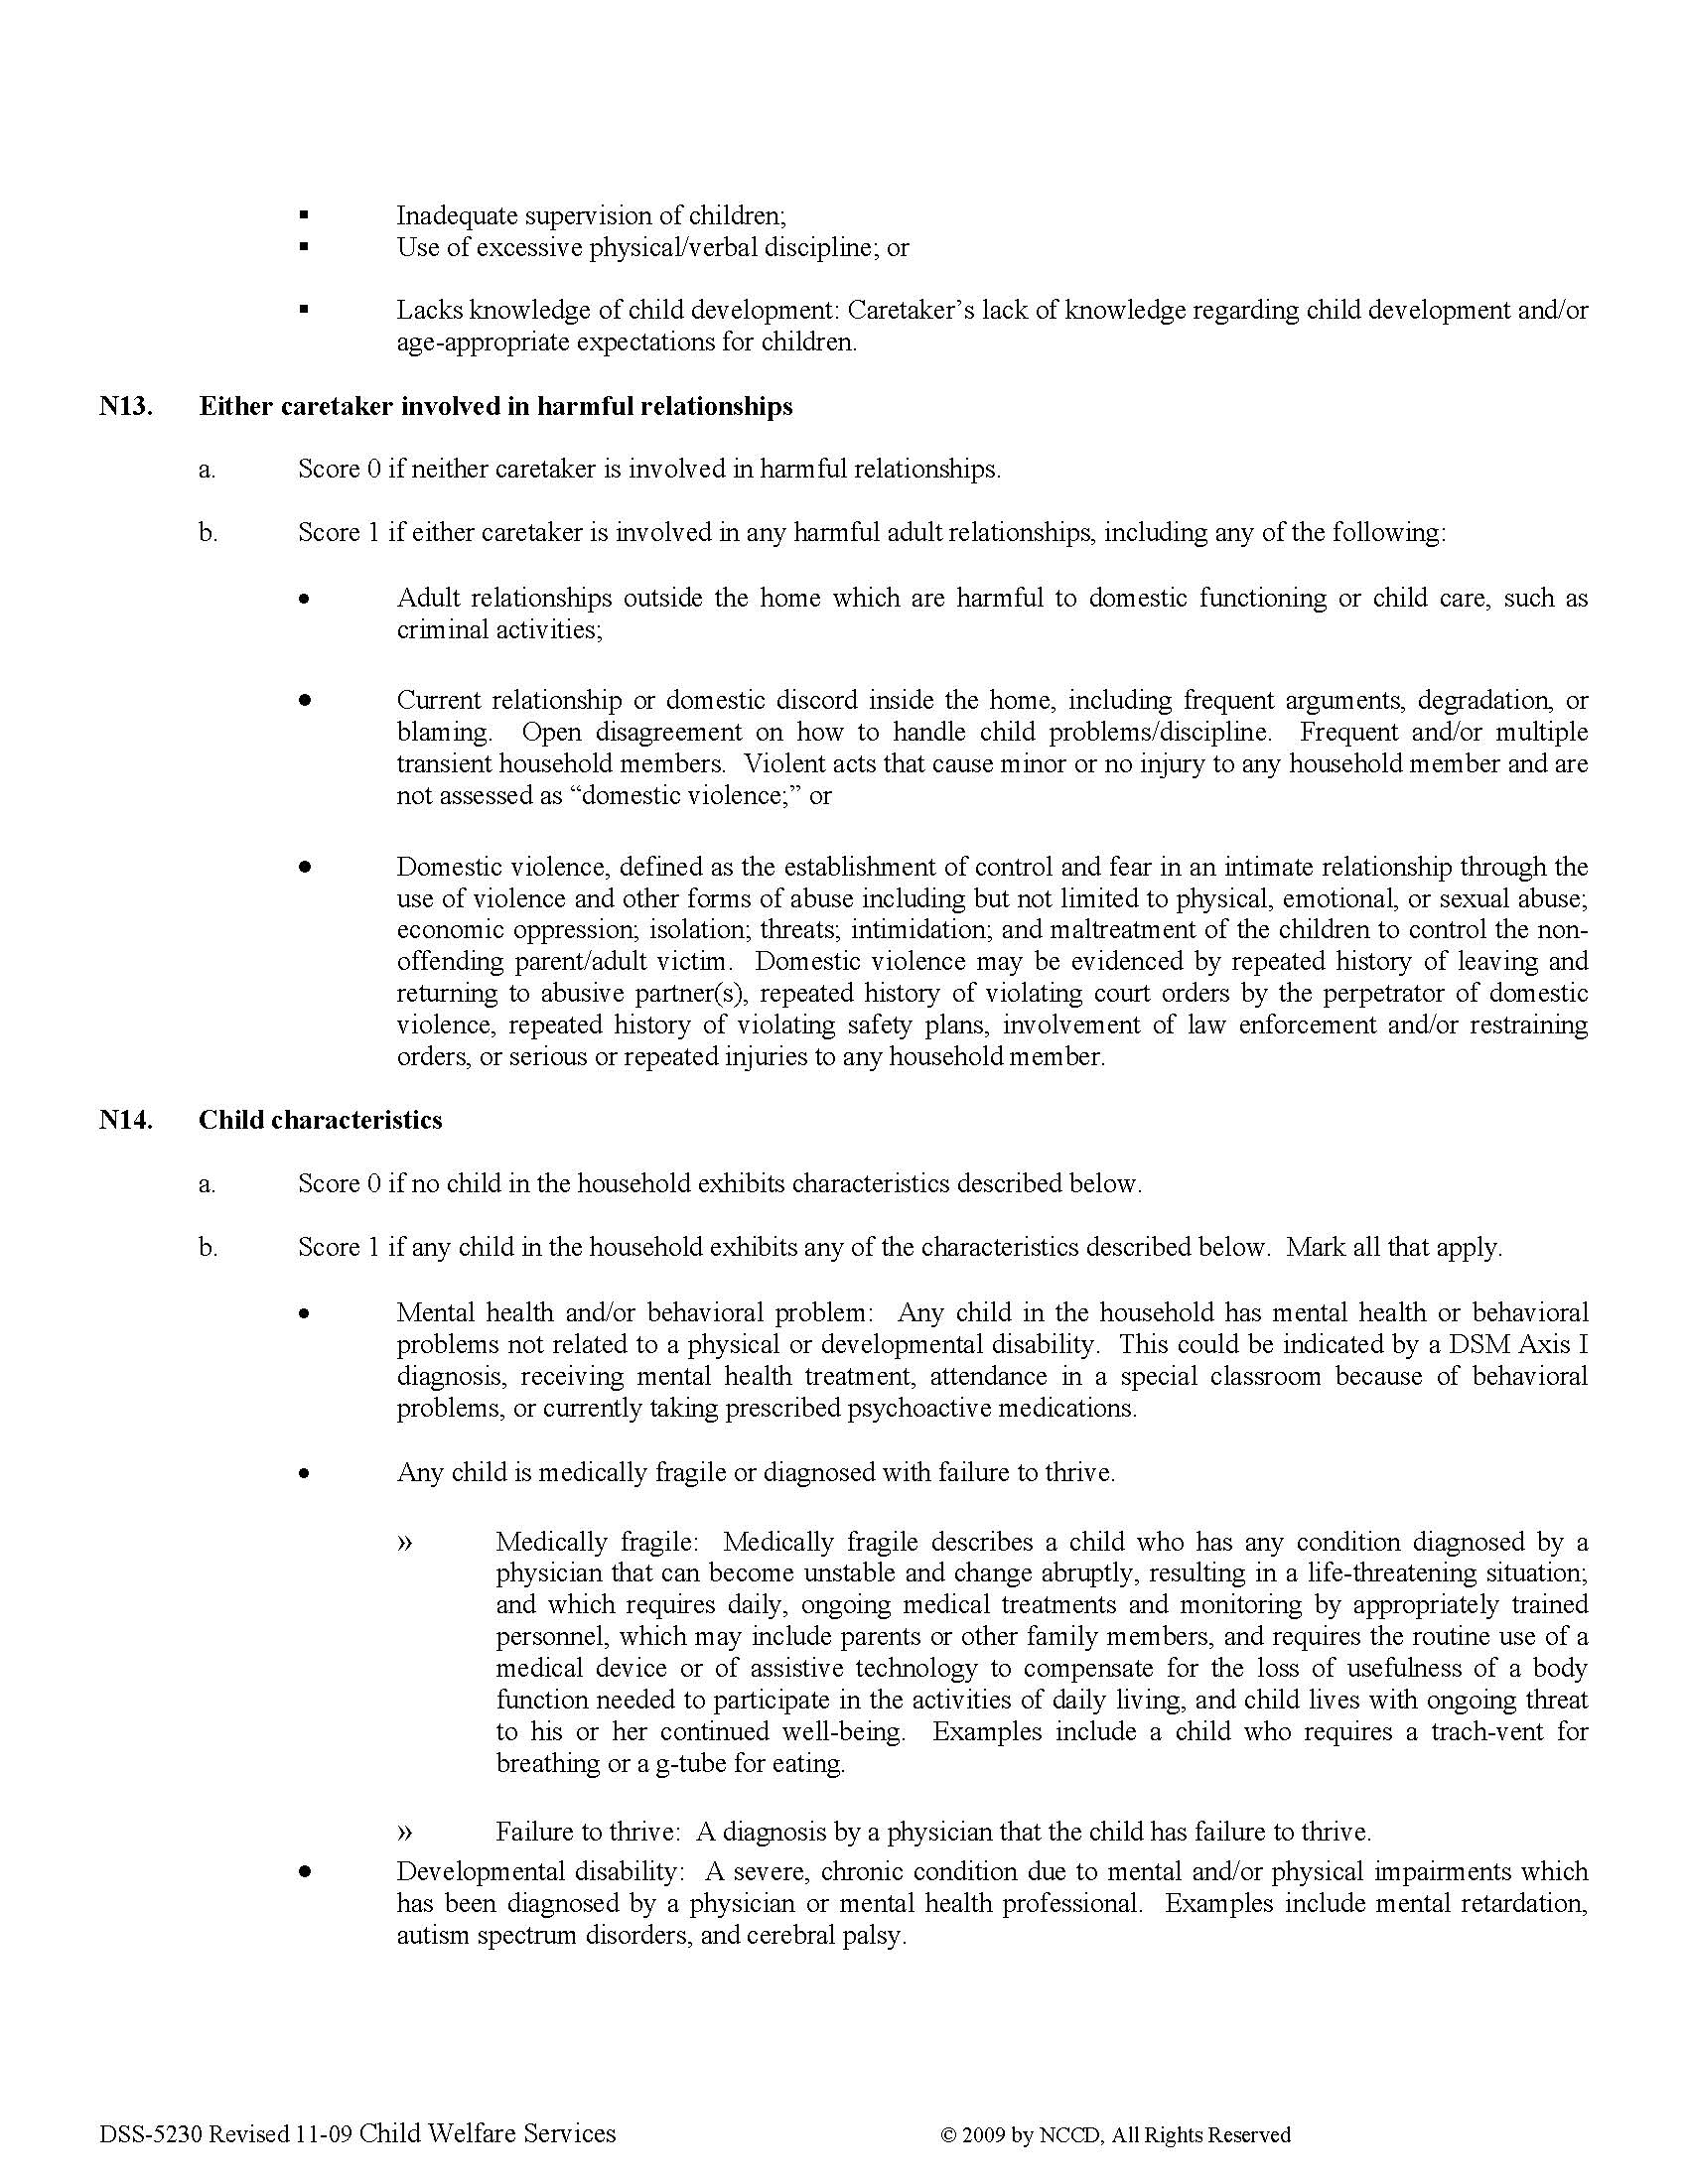 ▪ Inadequate supervision of children;
▪ Use of excessive physical/verbal discipline; or
▪ Lacks knowledge of child development: Caretaker’s lack of knowledge regarding child development and/or
age-appropriate expectations for children.
N13. Either caretaker involved in harmful relationships
a. Score 0 if neither caretaker is involved in harmful relationships.
b. Score 1 if either caretaker is involved in any harmful adult relationships, including any of the following:
• Adult relationships outside the home which are harmful to domestic functioning or child care, such as
criminal activities;
• Current relationship or domestic discord inside the home, including frequent arguments, degradation, or
blaming. Open disagreement on how to handle child problems/discipline. Frequent and/or multiple
transient household members. Violent acts that cause minor or no injury to any household member and are
not assessed as “domestic violence;” or
• Domestic violence, defined as the establishment of control and fear in an intimate relationship through the
use of violence and other forms of abuse including but not limited to physical, emotional, or sexual abuse;
economic oppression; isolation; threats; intimidation; and maltreatment of the children to control the non-
offending parent/adult victim. Domestic violence may be evidenced by repeated history of leaving and
returning to abusive partner(s), repeated history of violating court orders by the perpetrator of domestic
violence, repeated history of violating safety plans, involvement of law enforcement and/or restraining
orders, or serious or repeated injuries to any household member.
N14. Child characteristics
a. Score 0 if no child in the household exhibits characteristics described below.
b. Score 1 if any child in the household exhibits any of the characteristics described below. Mark all that apply.
• Mental health and/or behavioral problem: Any child in the household has mental health or behavioral
problems not related to a physical or developmental disability. This could be indicated by a DSM Axis I
diagnosis, receiving mental health treatment, attendance in a special classroom because of behavioral
problems, or currently taking prescribed psychoactive medications.
• Any child is medically fragile or diagnosed with failure to thrive.
» Medically fragile: Medically fragile describes a child who has any condition diagnosed by a
physician that can become unstable and change abruptly, resulting in a life-threatening situation;
and which requires daily, ongoing medical treatments and monitoring by appropriately trained
personnel, which may include parents or other family members, and requires the routine use of a
medical device or of assistive technology to compensate for the loss of usefulness of a body
function needed to participate in the activities of daily living, and child lives with ongoing threat
to his or her continued well-being. Examples include a child who requires a trach-vent for
breathing or a g-tube for eating.
» Failure to thrive: A diagnosis by a physician that the child has failure to thrive.
• Developmental disability: A severe, chronic condition due to mental and/or physical impairments which
has been diagnosed by a physician or mental health professional. Examples include mental retardation,
autism spectrum disorders, and cerebral palsy.
DSS-5230 Revised 11-09 Child Welfare Services © 2009 by NCCD, All Rights Reserved